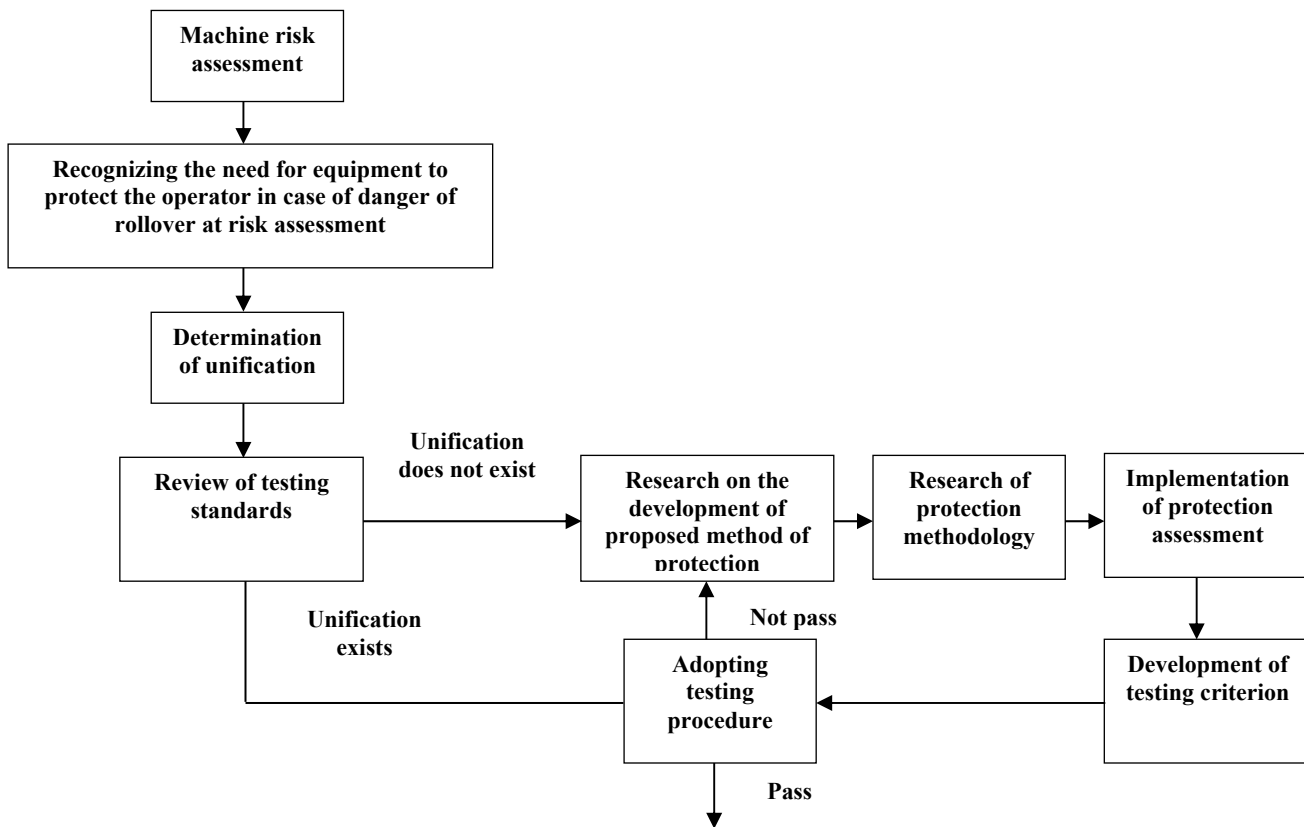 Machine risk
assessment
Recognizing the need for equipment to
protect the operator in case of danger of
rollover at risk assessment
Determination
of unification
Review of testing
standards
Unification
does not exist
Research on the
development of
proposed method of
protection
Research of
protection
methodology
Implementation
of protection
assessment
Unification
exists
Not pass
Adopting
testing
procedure
Development of
testing criterion
Pass